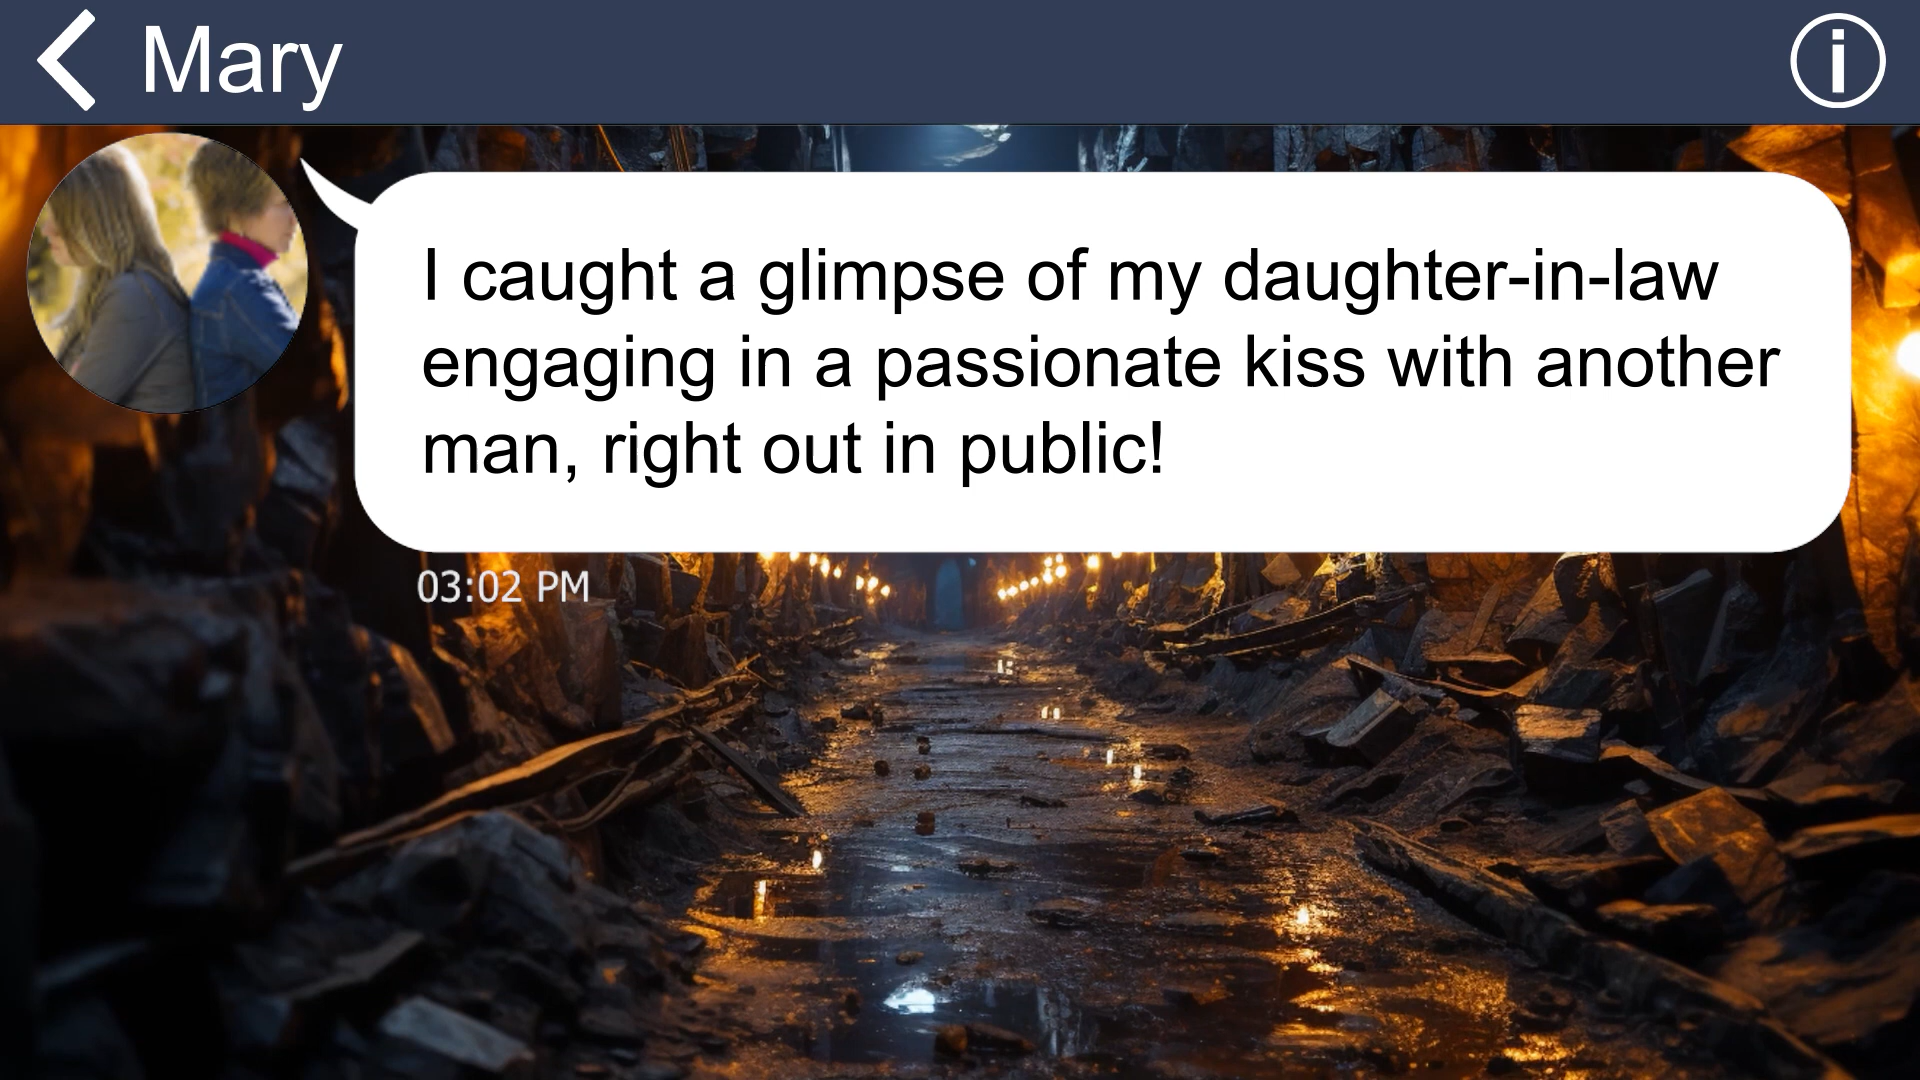 Mary
I caught a glimpse of my daughter-in-law
engaging in a passionate kiss with another
man, right out in public!
03:02 PM